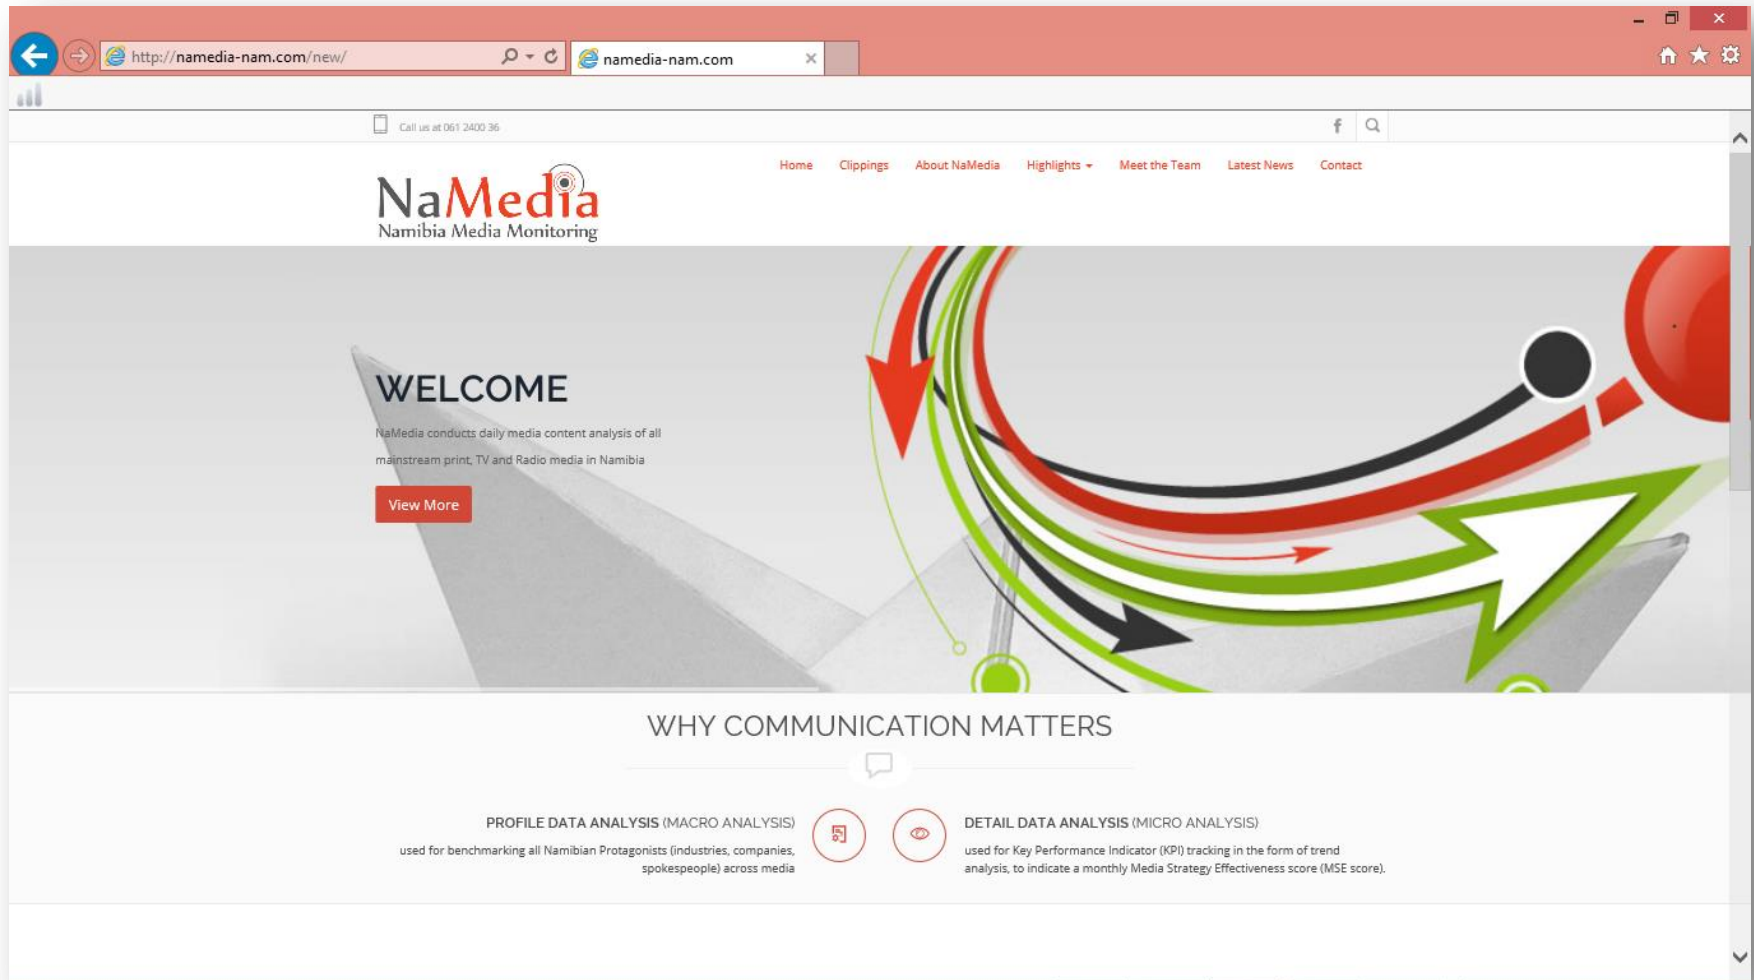 http://namedia-nam.com/new/
namedia-nam.com
Call us at 061 2400 36
Home Clippings About NaMedia Highlights Meet the Team Latest News Contact
NaMedia
Namibia Media Monitoring
WELCOME
NaMedia conducts daily media content analysis of all
mainstream print, TV and Radio media in Namibia
View More
WHY COMMUNICATION MATTERS
PROFILE DATA ANALYSIS (MACRO ANALYSIS)
used for benchmarking all Namibian Protagonists (industries, companies,
spokespeople) across media
DETAIL DATA ANALYSIS (MICRO ANALYSIS)
used for Key Performance Indicator (KPI) tracking in the form of trend
analysis, to indicate a monthly Media Strategy Effectiveness score (MSE score).